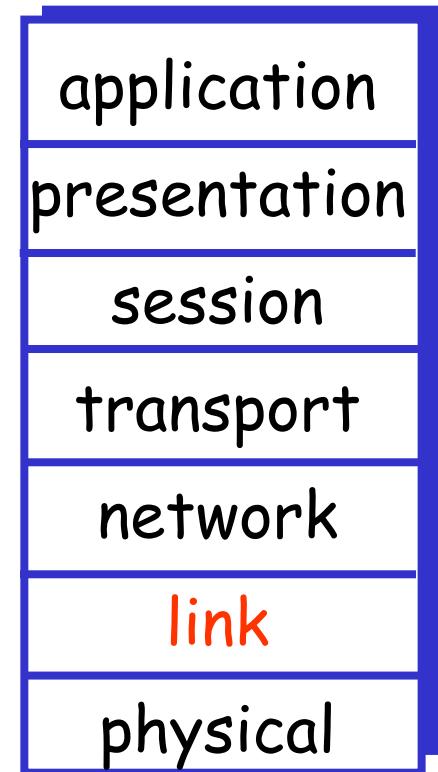 application
presentation
session
transport
network
link
physical